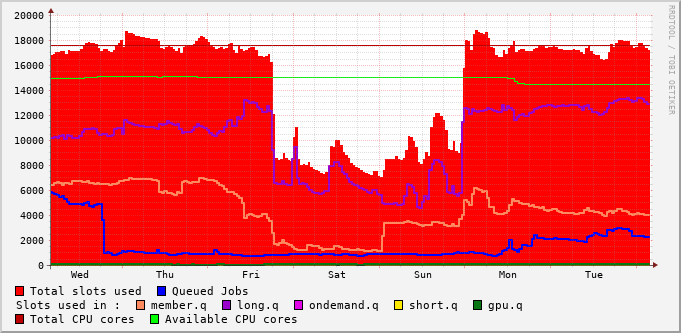 20000
18000
16000
14000
12000
10000
8000
6000
4000
2000
0
Wed Thu Fri Sat Sun Mon Tue
Total slots used Queued Jobs
Slots used in : member.q long.q ondemand.q short.q gpu.q
Total CPU cores Available CPU cores
RRDTOOL / TOBI OETIKER